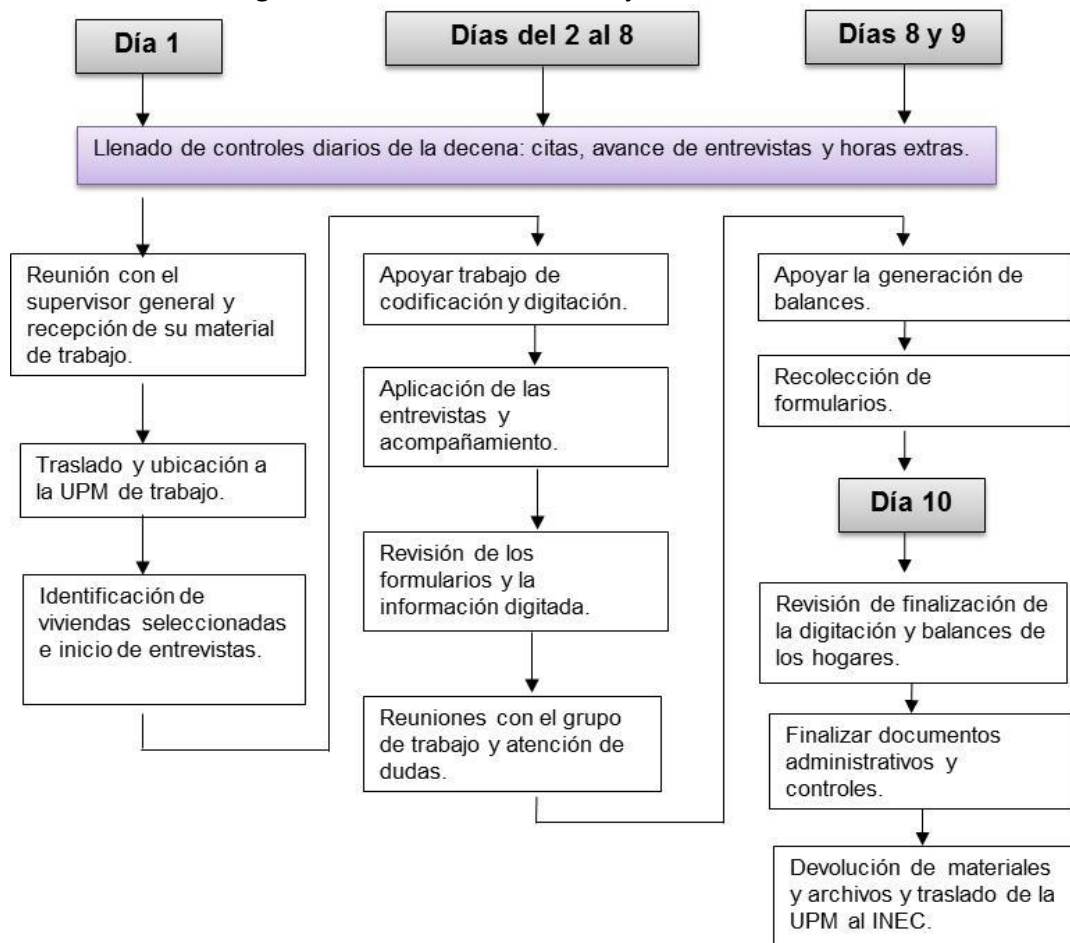 Día 1
Días del 2 al 8
Días 8 y 9
Llenado de controles diarios de la decena: citas, avance de entrevistas y horas extras.
Reunión con el
supervisor general y
recepción de su material
de trabajo.
Traslado y ubicación a
la UPM de trabajo.
Identificación de
viviendas seleccionadas
e inicio de entrevistas.
Apoyar trabajo de
codificación y digitación.
Aplicación de las
entrevistas y
acompañamiento.
Revisión de los
formularios y la
información digitada.
Reuniones con el grupo
de trabajo y atención de
dudas.
Apoyar la generación de
balances.
Recolección de
formularios.
Día 10
Revisión de finalización de
la digitación y balances de
los hogares.
Finalizar documentos
administrativos y
controles.
Devolución de materiales
y archivos y traslado de la
UPM al INEC.